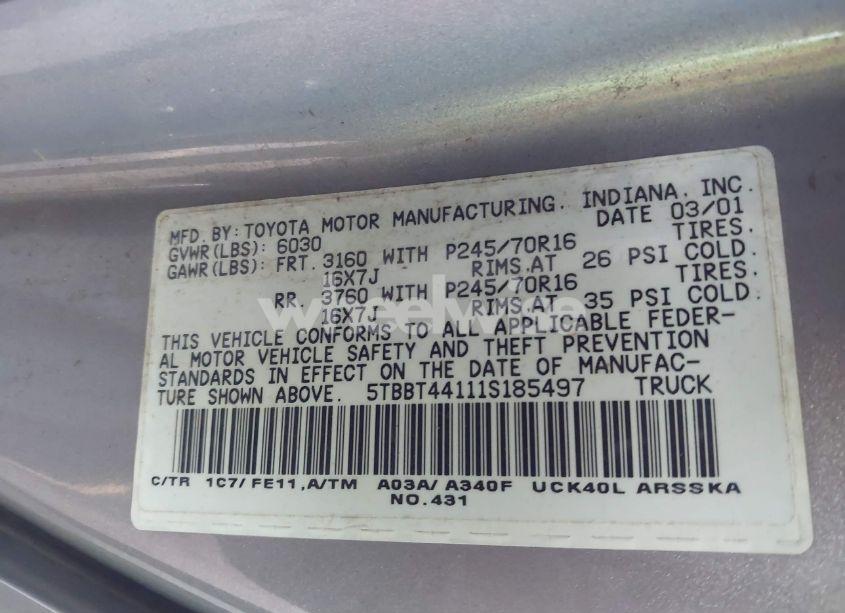 MFD. BY: TOYOTA MOTOR MANUFACTURING. INDIANA. INC.
GVWR(LBS): 6030 DATE 03/01
GAWR(LBS): FRT. 3160 WITH P245/70R16 TIRES.
16X7J RIMS.AT 26 PSI COLD.
RR. 3760 WITH P245/70R16 TIRES.
16X7J RIMS.AT 35 PSI COLD.
THIS VEHICLE CONFORMS TO ALL APPLICABLE FEDER-
AL MOTOR VEHICLE SAFETY AND THEFT PREVENTION
STANDARDS IN EFFECT ON THE DATE OF MANUFAC-
TURE SHOWN ABOVE. 5TBBT44111S185497 TRUCK
C/TR 1C7/FE11,A/TM A03A/A340F UCK40L ARSSKA
NO.431